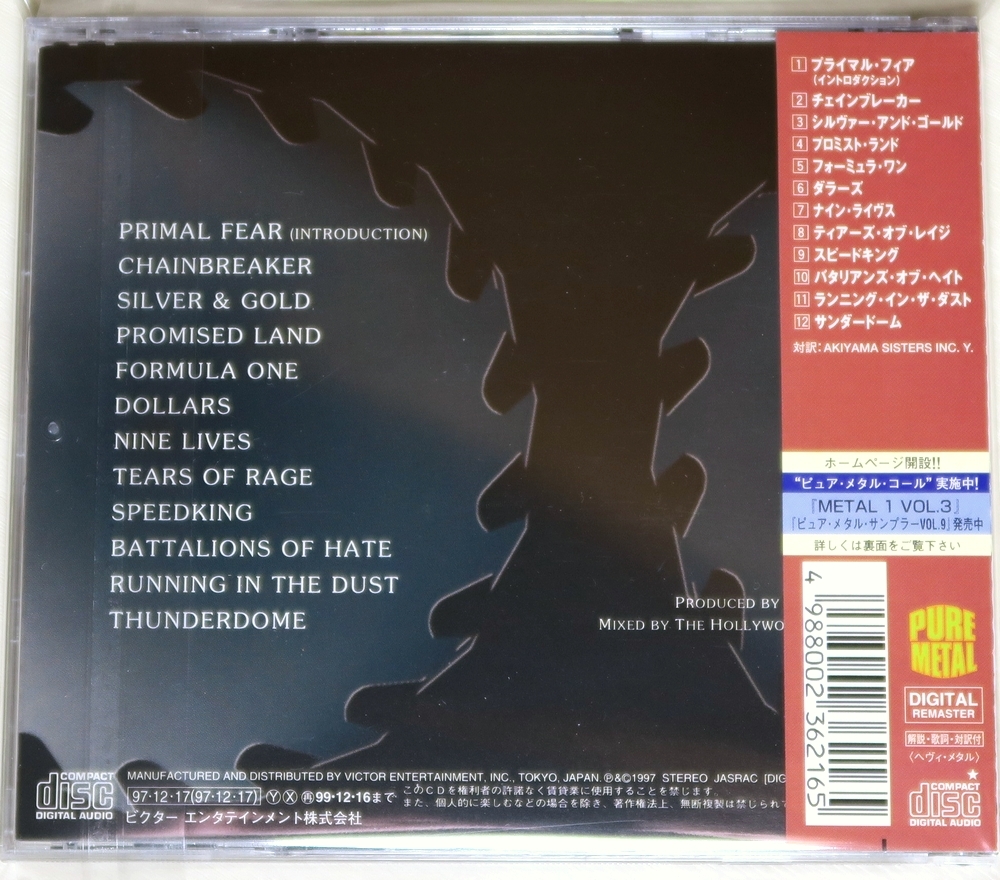 PRIMAL FEAR (INTRODUCTION)
CHAINBREAKER
SILVER & GOLD
PROMISED LAND
FORMULA ONE
DOLLARS
NINE LIVES
TEARS OF RAGE
SPEEDKING
BATTALIONS OF HATE
RUNNING IN THE DUST
THUNDERDOME
PRODUCED BY
MIXED BY THE HOLLYWO
COMPACT
disc
DIGITAL AUDIO
MANUFACTURED AND DISTRIBUTED BY VICTOR ENTERTAINMENT, INC., TOKYO, JAPAN. ℗&©1997 STEREO JASRAC [DIG
97·12·17(97·12·17) Ⓨ Ⓧ ㊞99·12·16まで
ビクター エンタテインメント株式会社
このCDを権利者の許諾なく賃貸業に使用することを禁じます。
また、個人的に楽しむなどの場合を除き、著作権法上、無断複製は禁じられて
1 プライマル・フィア
(イントロダクション)
2 チェインブレーカー
3 シルヴァー・アンド・ゴールド
4 プロミスト・ランド
5 フォーミュラ・ワン
6 ダラーズ
7 ナイン・ライヴス
8 ティアーズ・オブ・レイジ
9 スピードキング
10 バタリアンズ・オブ・ヘイト
11 ランニング・イン・ザ・ダスト
12 サンダードーム
対訳:AKIYAMA SISTERS INC. Y.
ホームページ開設!!
“ピュア・メタル・コール”実施中!
『METAL 1 VOL.3』
「ピュア・メタル・サンプラーVOL.9」発売中
詳しくは裏面をご覧下さい
4 988002 362165
PURE
METAL
DIGITAL
REMASTER
解説・歌詞・対訳付
〈ヘヴィ・メタル〉
★
COMPACT
disc
DIGITAL AUDIO